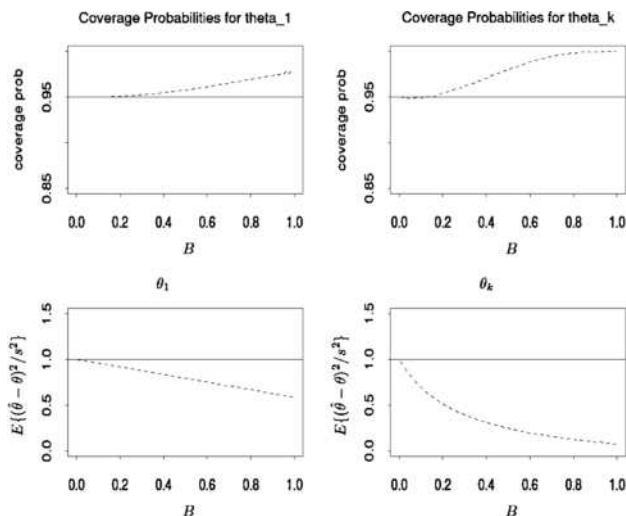 Coverage Probabilities for theta_1
coverage prob
0.95
0.85
0.0 0.2 0.4 0.6 0.8 1.0
B
Coverage Probabilities for theta_k
coverage prob
0.95
0.85
0.0 0.2 0.4 0.6 0.8 1.0
B
θ₁
E{(θ̂ − θ)²/s²}
1.5
1.0
0.5
0.0
0.0 0.2 0.4 0.6 0.8 1.0
B
θₖ
E{(θ̂ − θ)²/s²}
1.5
1.0
0.5
0.0
0.0 0.2 0.4 0.6 0.8 1.0
B